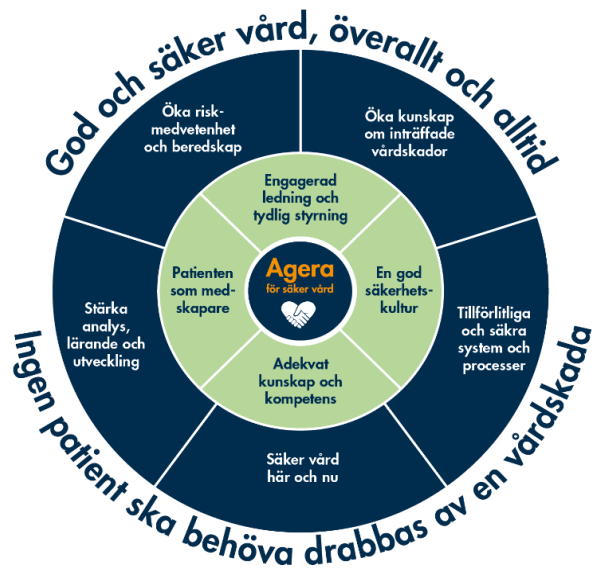 God och säker vård, överallt och alltid
Öka risk-
medvetenhet
och beredskap
Öka kunskap
om inträffade
vårdskador
Engagerad
ledning och
tydlig styrning
Patienten
som med-
skapare
Agera
för säker vård
En god
säkerhets-
kultur
Stärka
analys,
lärande och
utveckling
Tillförlitliga
och säkra
system och
processer
Adekvat
kunskap och
kompetens
Säker vård
här och nu
Ingen patient ska behöva drabbas av en vårdskada